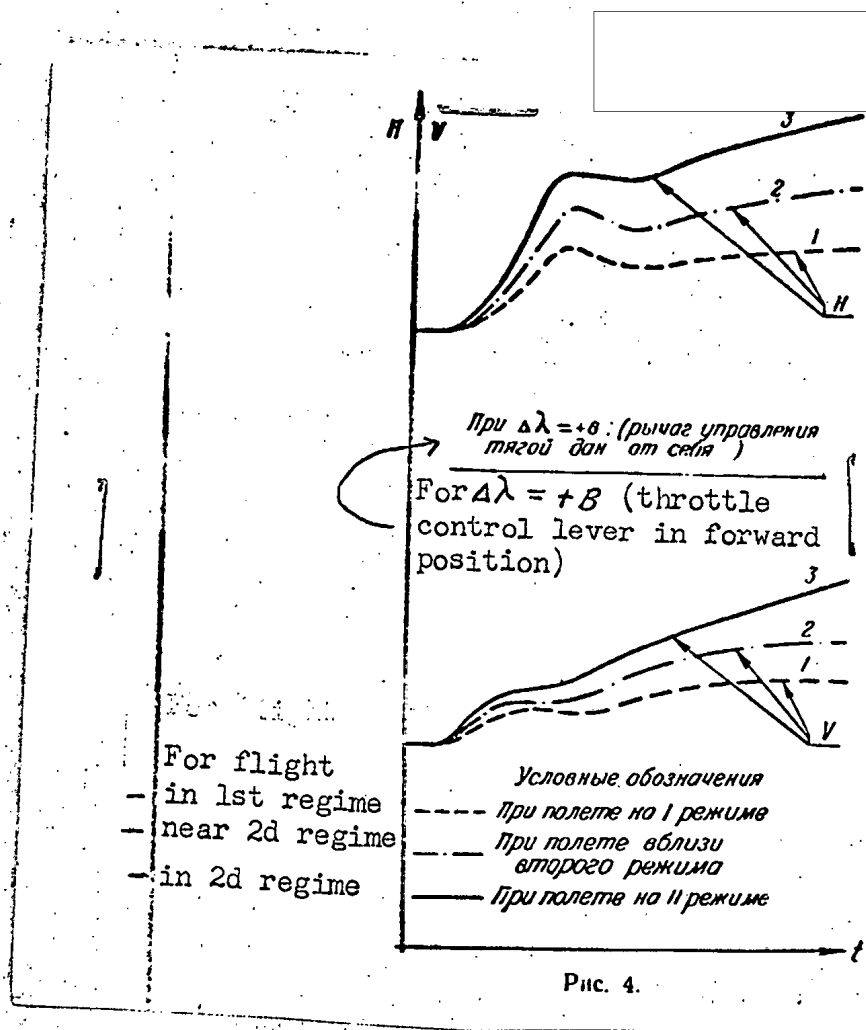 H V
3
2
1
H
При Δλ=+в: (рычаг управления
тягой дан от себя)
For Δλ = +B (throttle
control lever in forward
position)
3
2
1
V
For flight
in 1st regime
near 2d regime
in 2d regime
Условные обозначения
При полете на I режиме
При полете вблизи
второго режима
При полете на II режиме
t
Рис. 4.